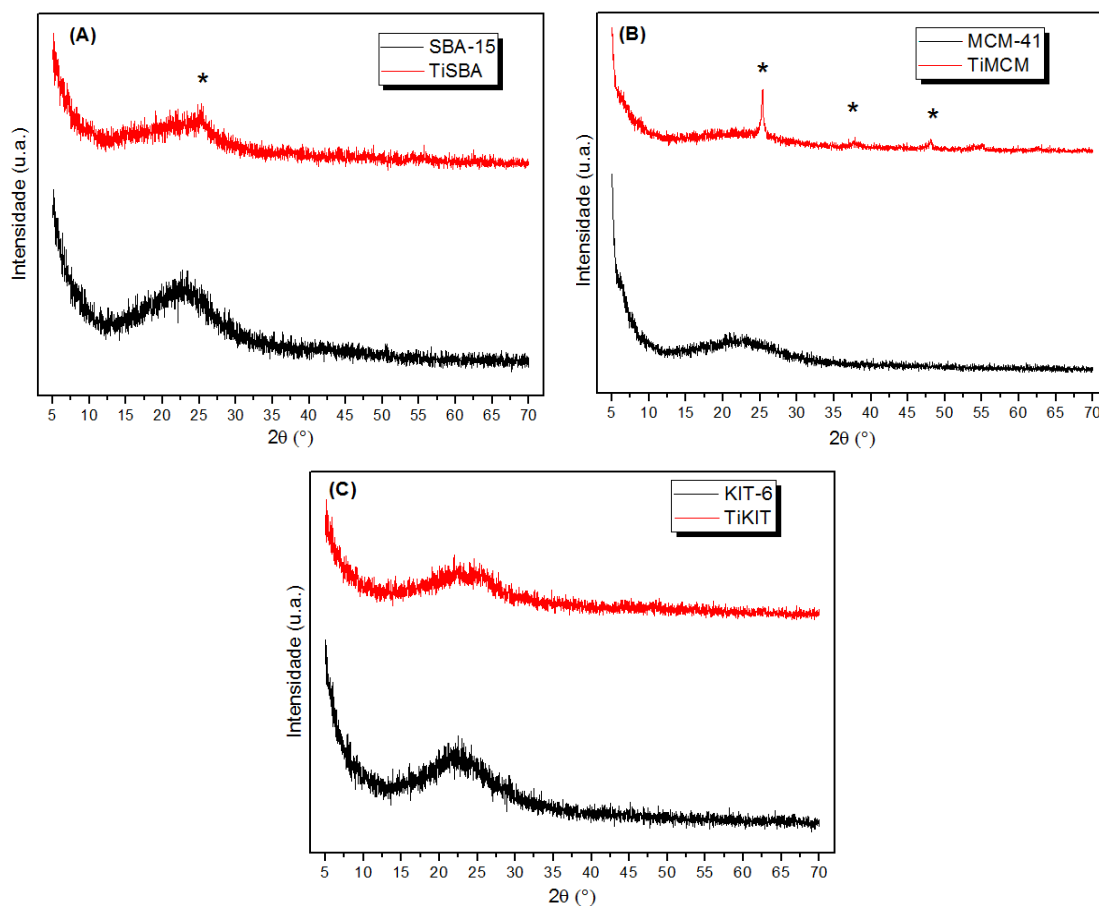 (A)
SBA-15
TiSBA
*
Intensidade (u.a.)
5 10 15 20 25 30 35 40 45 50 55 60 65 70
2θ (°)
(B)
MCM-41
TiMCM
* * *
Intensidade (u.a.)
5 10 15 20 25 30 35 40 45 50 55 60 65 70
2θ (°)
(C)
KIT-6
TiKIT
Intensidade (u.a.)
5 10 15 20 25 30 35 40 45 50 55 60 65 70
2θ (°)